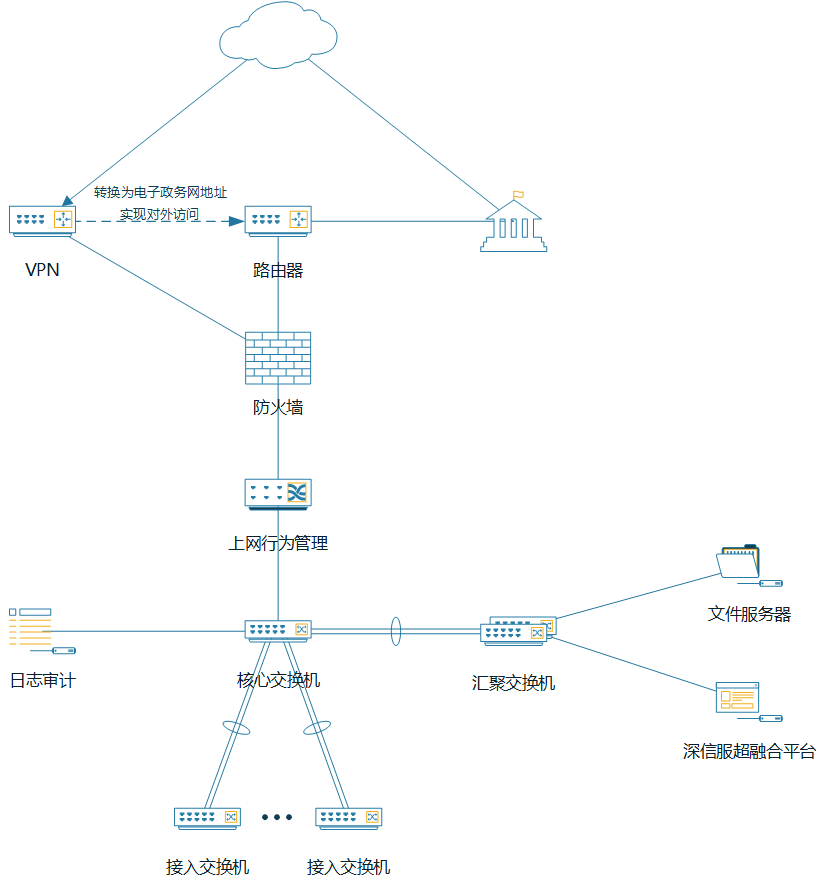 转换为电子政务网地址
实现对外访问
VPN
路由器
防火墙
上网行为管理
文件服务器
日志审计
核心交换机
汇聚交换机
深信服超融合平台
接入交换机
接入交换机